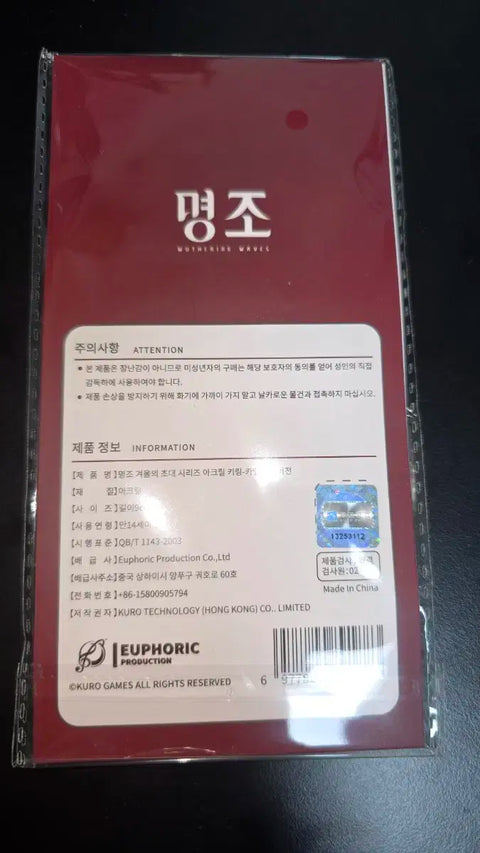 명조
WUTHERING WAVES
주의사항 ATTENTION
• 본 제품은 장난감이 아니므로 미성년자의 구매는 해당 보호자의 동의를 얻어 성인의 직접
감독하에 사용하여야 합니다.
• 제품 손상을 방지하기 위해 화기에 가까이 가지 말고 날카로운 물건과 접촉하지 마십시오.
제품 정보 INFORMATION
[제 품 명]명조 겨울의 초대 시리즈 아크릴 키링-
[재 질]아크릴
[사 이 즈]길이
[사용 연령]만14세
[시 행 표 준]QB/T 1143-2003
[배 급 사]Euphoric Production Co.,Ltd
[배급사주소]중국 상하이시 양푸구 궈호로 60호
[전 화 번 호]+86-15800905794
[저 작 권 자]KURO TECHNOLOGY (HONG KONG) CO., LIMITED
13253112
제품검사:
검사원:02
Made in China
EUPHORIC
PRODUCTION
©KURO GAMES ALL RIGHTS RESERVED
6